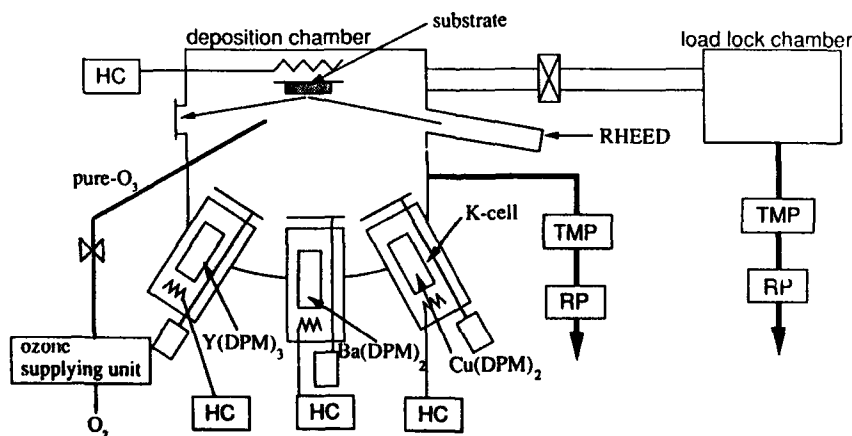 substrate
deposition chamber
load lock chamber
HC
RHEED
pure-O3
K-cell
TMP
TMP
RP
RP
Y(DPM)3
Ba(DPM)2
Cu(DPM)2
ozone
supplying unit
HC
HC
HC